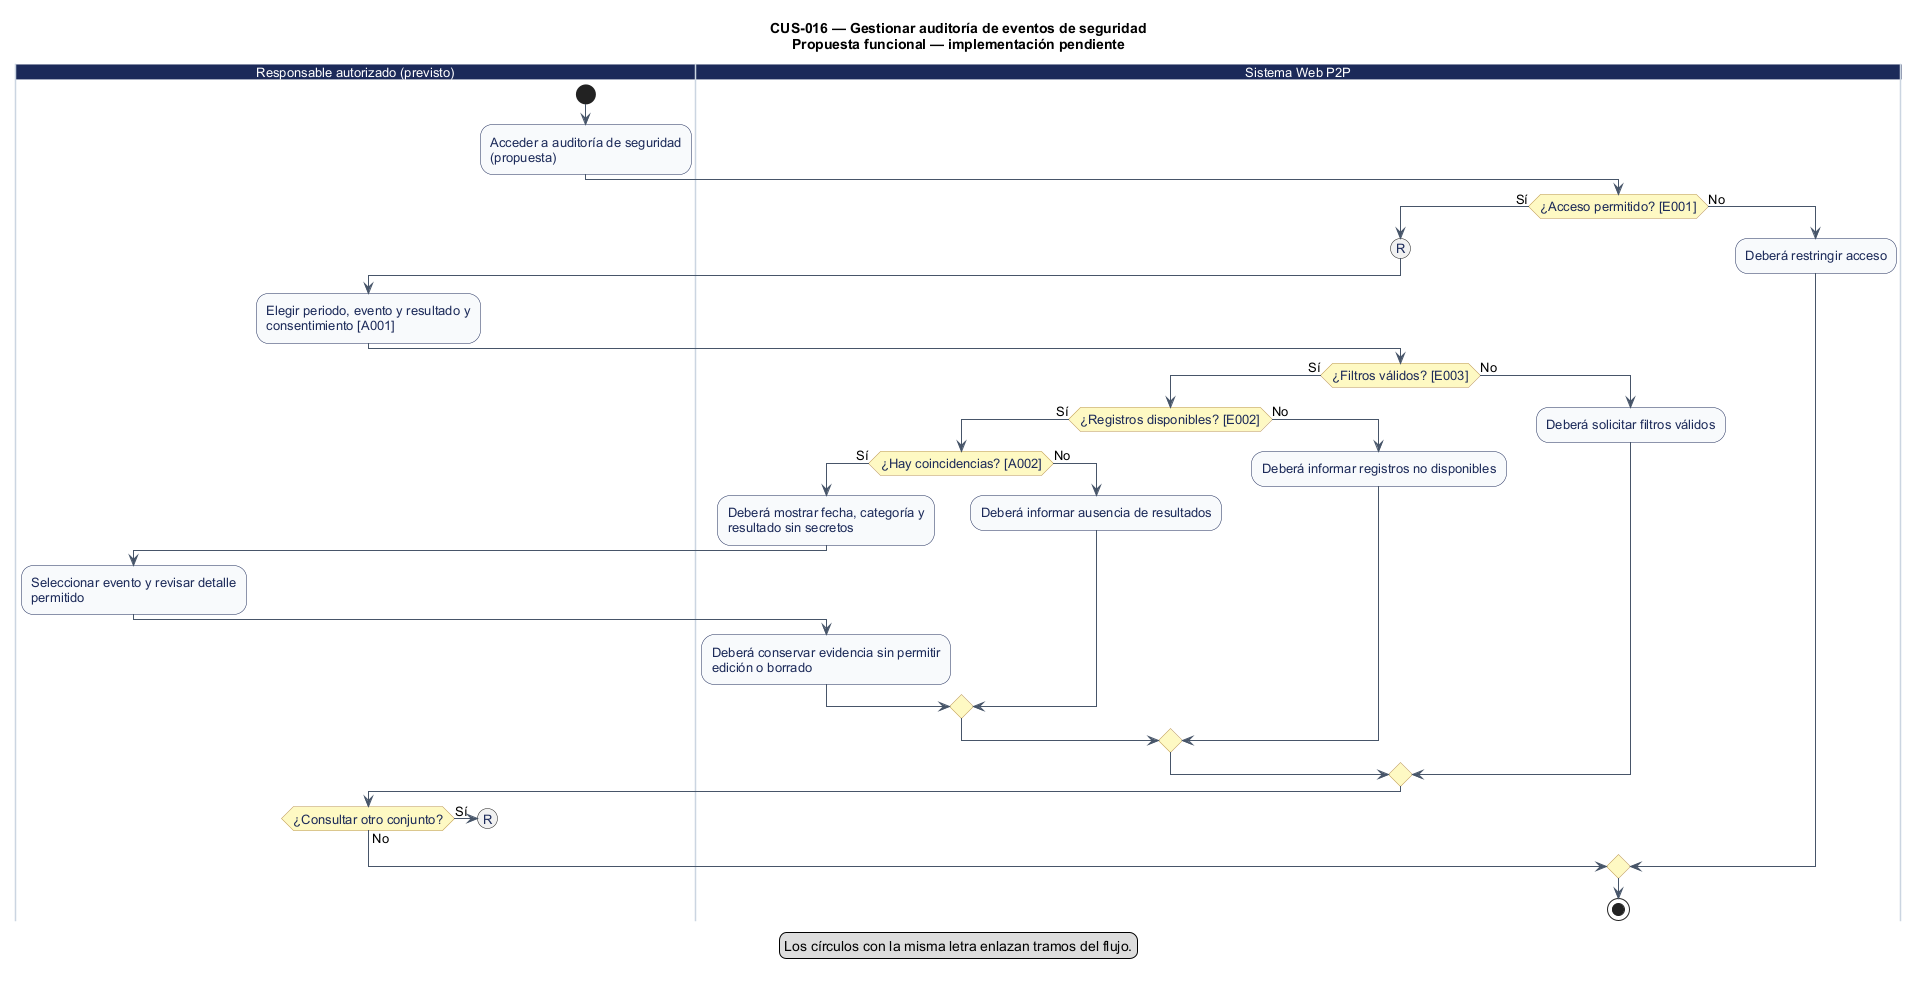 CUS-016 — Gestionar auditoría de eventos de seguridad
Propuesta funcional — implementación pendiente
Responsable autorizado (previsto)
Sistema Web P2P
Acceder a auditoría de seguridad
(propuesta)
Sí
¿Acceso permitido? [E001]
No
R
Deberá restringir acceso
Elegir periodo, evento y resultado y
consentimiento [A001]
Sí
¿Filtros válidos? [E003]
No
Sí
¿Registros disponibles? [E002]
No
Deberá solicitar filtros válidos
Sí
¿Hay coincidencias? [A002]
No
Deberá informar registros no disponibles
Deberá mostrar fecha, categoría y
resultado sin secretos
Deberá informar ausencia de resultados
Seleccionar evento y revisar detalle
permitido
Deberá conservar evidencia sin permitir
edición o borrado
¿Consultar otro conjunto?
Sí
R
No
Los círculos con la misma letra enlazan tramos del flujo.